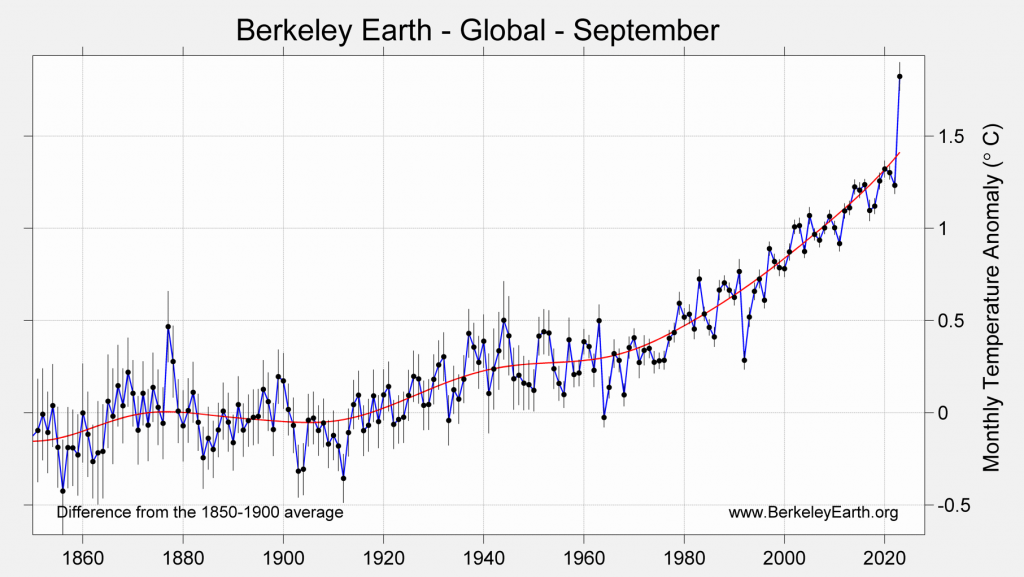 Berkeley Earth - Global - September
1.5
1
0.5
0
-0.5
Monthly Temperature Anomaly (° C)
Difference from the 1850-1900 average
www.BerkeleyEarth.org
1860 1880 1900 1920 1940 1960 1980 2000 2020